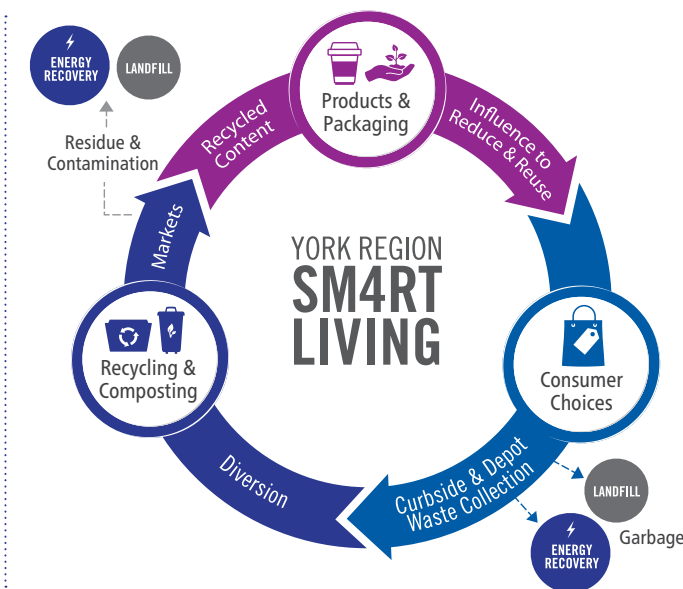 ENERGY
RECOVERY
LANDFILL
Residue &
Contamination
Recycled
Content
Products &
Packaging
Influence to
Reduce & Reuse
Markets
YORK REGION
SM4RT
LIVING
Recycling &
Composting
Consumer
Choices
Diversion
Curbside & Depot
Waste Collection
LANDFILL
Garbage
ENERGY
RECOVERY